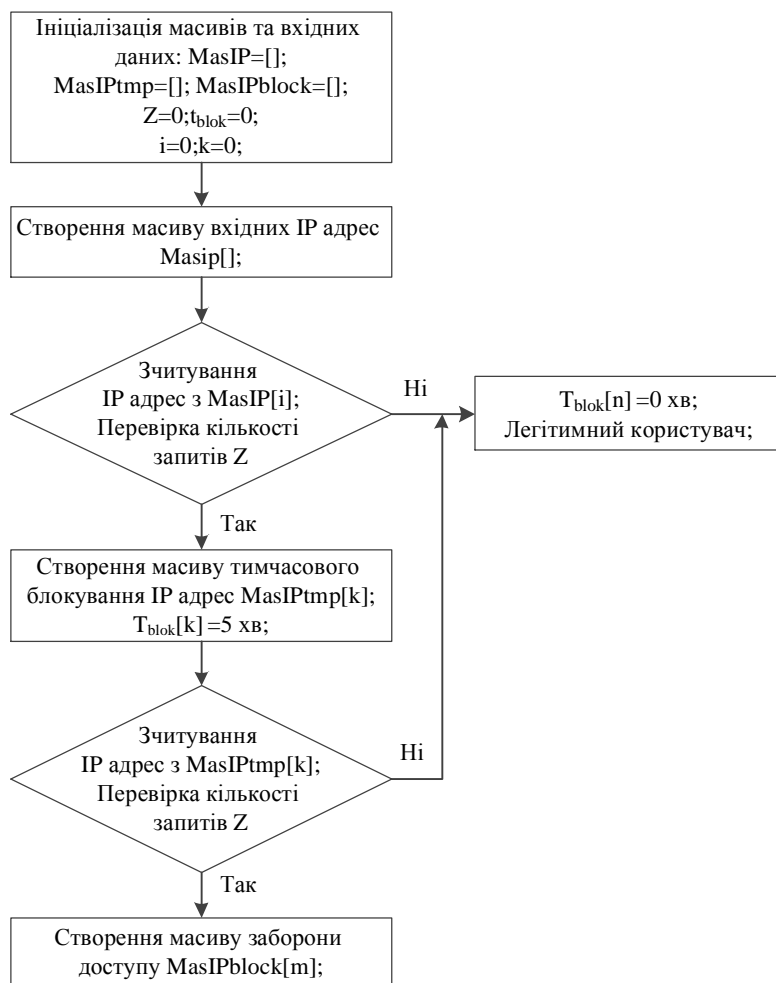 Ініціалізація масивів та вхідних
даних: MasIP=[];
MasIPtmp=[]; MasIPblock=[];
Z=0;tblok=0;
i=0;k=0;
Створення масиву вхідних IP адрес
Masip[];
Зчитування
IP адрес з MasIP[i];
Перевірка кількості
запитів Z
Ні
Tblok[n] =0 хв;
Легітимний користувач;
Так
Створення масиву тимчасового
блокування IP адрес MasIPtmp[k];
Tblok[k] =5 хв;
Зчитування
IP адрес з MasIPtmp[k];
Перевірка кількості
запитів Z
Ні
Так
Створення масиву заборони
доступу MasIPblock[m];